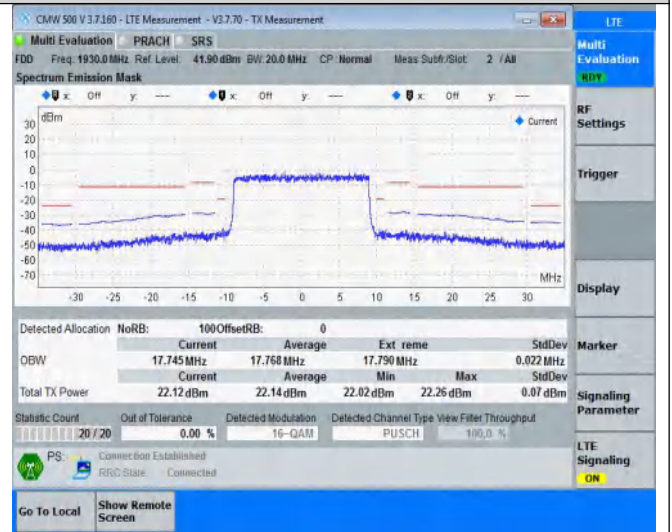 CMW 500 V 3.7.160 - LTE Measurement - V3.7.70 - TX Measurement
LTE
Multi Evaluation PRACH SRS
Multi Evaluation
RDY
FDD Freq: 1930.0 MHz Ref. Level: 41.90 dBm BW: 20.0 MHz CP: Normal Meas Subfr./Slot: 2 / All
Spectrum Emission Mask
x: Off y: --- x: Off y: --- x: Off y: ---
dBm
Current
30
20
10
0
-10
-20
-30
-40
-50
-60
-70
MHz
-30 -25 -20 -15 -10 -5 0 5 10 15 20 25 30
RF Settings
Trigger
Display
Marker
Signaling Parameter
LTE Signaling
ON
Detected Allocation NoRB: 100 OffsetRB: 0
Current Average Extreme StdDev
OBW 17.745 MHz 17.768 MHz 17.790 MHz 0.022 MHz
Current Average Min Max StdDev
Total TX Power 22.12 dBm 22.14 dBm 22.02 dBm 22.26 dBm 0.07 dBm
Statistic Count Out of Tolerance Detected Modulation Detected Channel Type View Filter Throughput
20 / 20 0.00 % 16-QAM PUSCH 100.0 %
PS: Connection Established
RRC State: Connected
Go To Local
Show Remote Screen